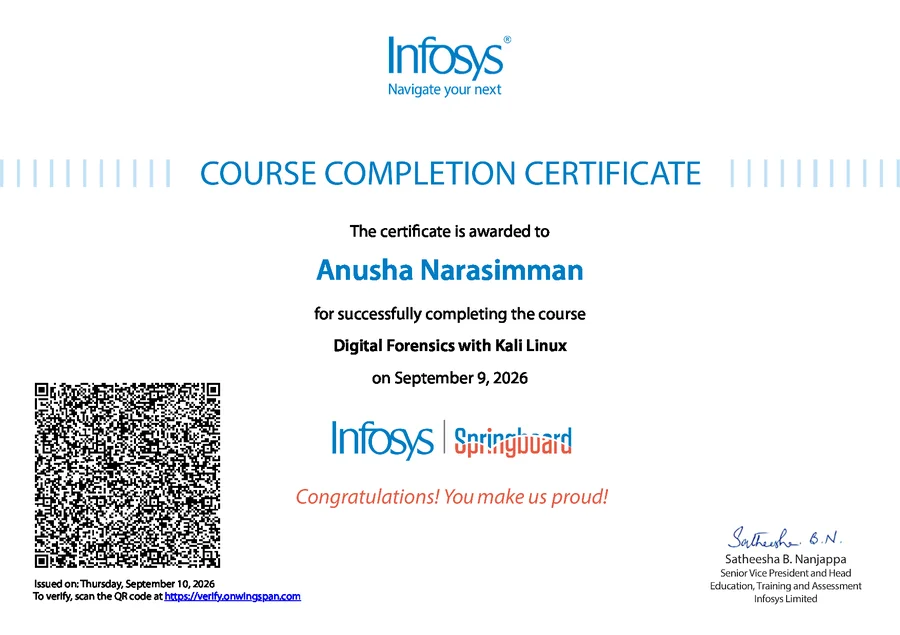 Infosys®
Navigate your next
COURSE COMPLETION CERTIFICATE
The certificate is awarded to
Anusha Narasimman
for successfully completing the course
Digital Forensics with Kali Linux
on September 9, 2026
Infosys | Springboard
Congratulations! You make us proud!
Issued on: Thursday, September 10, 2026
To verify, scan the QR code at https://verify.onwingspan.com
Satheesha B.N.
Satheesha B. Nanjappa
Senior Vice President and Head
Education, Training and Assessment
Infosys Limited